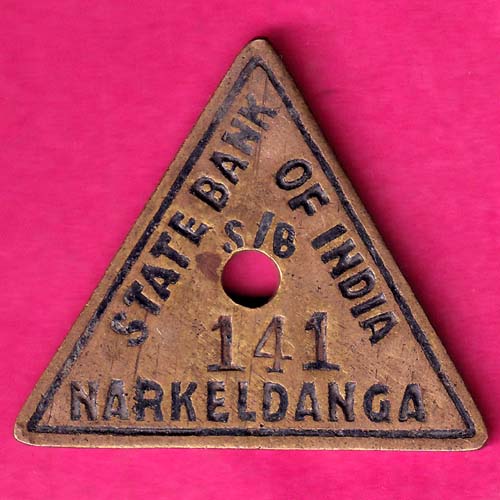 STATE BANK
OF INDIA
S/B
141
NARKELDANGA